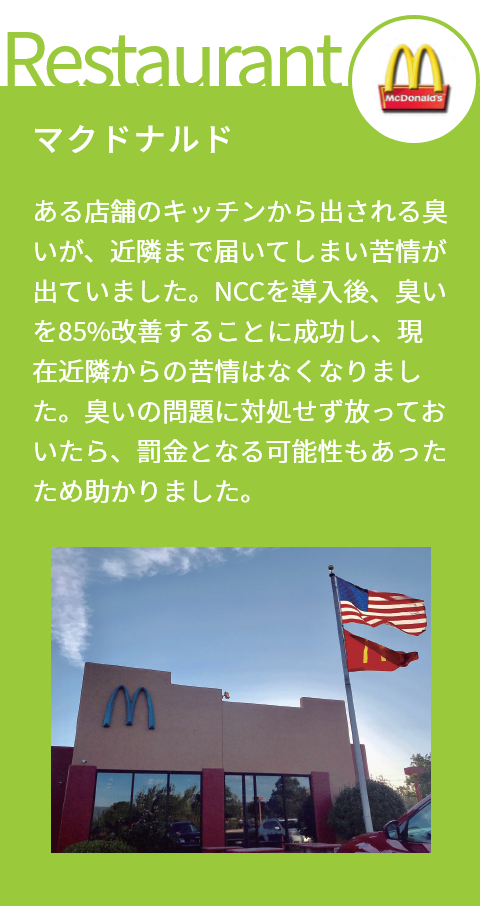 Restaurant
McDonald's
マクドナルド
ある店舗のキッチンから出される臭
いが、近隣まで届いてしまい苦情が
出ていました。NCCを導入後、臭い
を85%改善することに成功し、現
在近隣からの苦情はなくなりまし
た。臭いの問題に対処せず放ってお
いたら、罰金となる可能性もあった
ため助かりました。